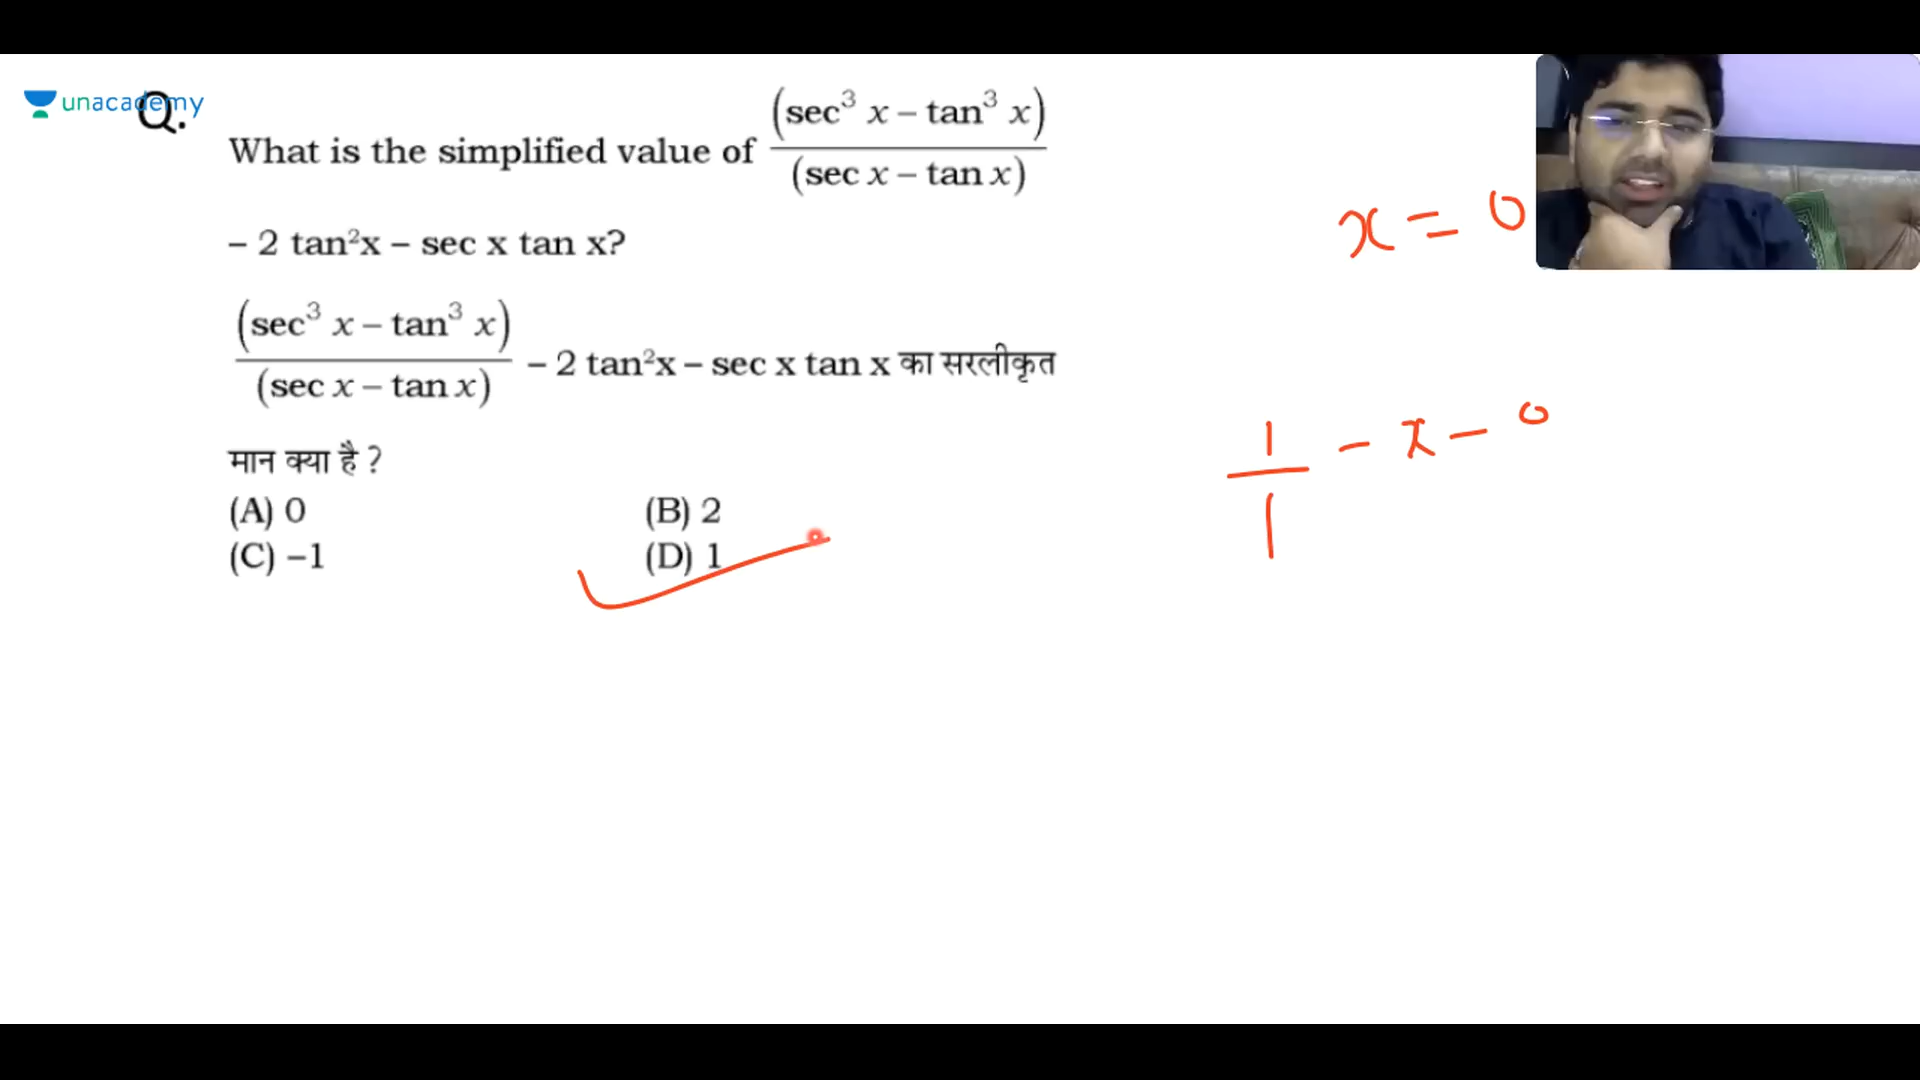 unacademy
Q.
What is the simplified value of (sec³ x – tan³ x) / (sec x – tan x)
– 2 tan²x – sec x tan x?
(sec³ x – tan³ x) / (sec x – tan x) – 2 tan²x – sec x tan x का सरलीकृत
मान क्या है ?
(A) 0 (B) 2
(C) –1 (D) 1
x = 0
1/1 – x – 0